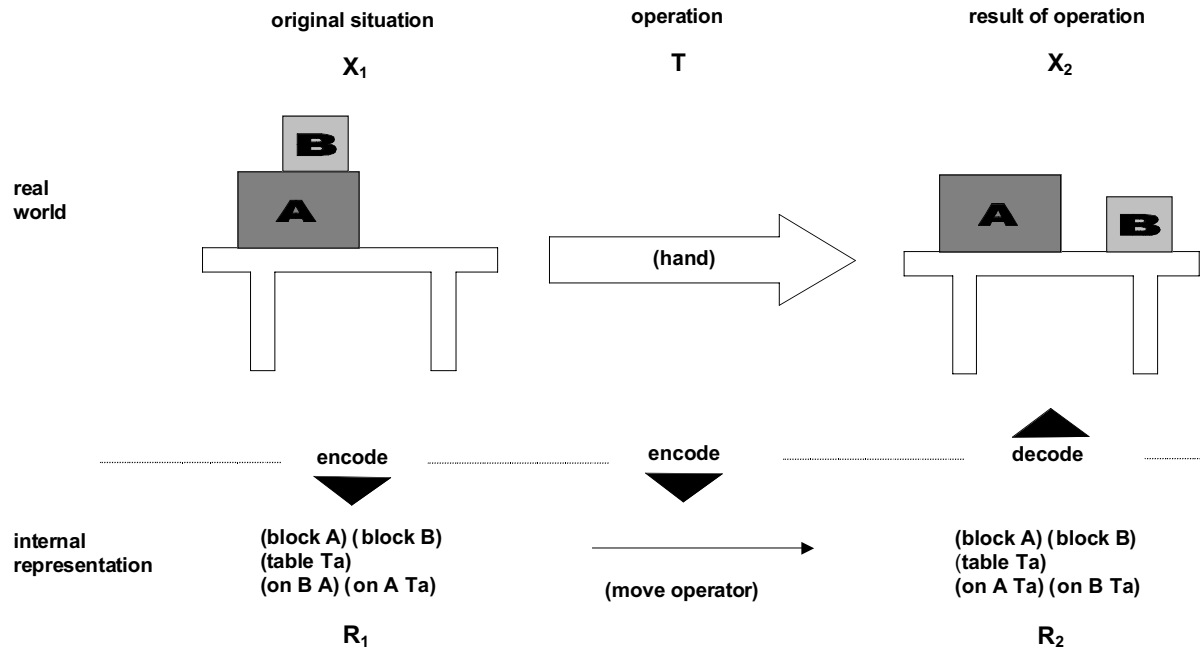 original situation
operation
result of operation
X₁
T
X₂
real
world
B
A
(hand)
A
B
encode
encode
decode
internal
representation
(block A) (block B)
(table Ta)
(on B A) (on A Ta)
(move operator)
(block A) (block B)
(table Ta)
(on A Ta) (on B Ta)
R₁
R₂